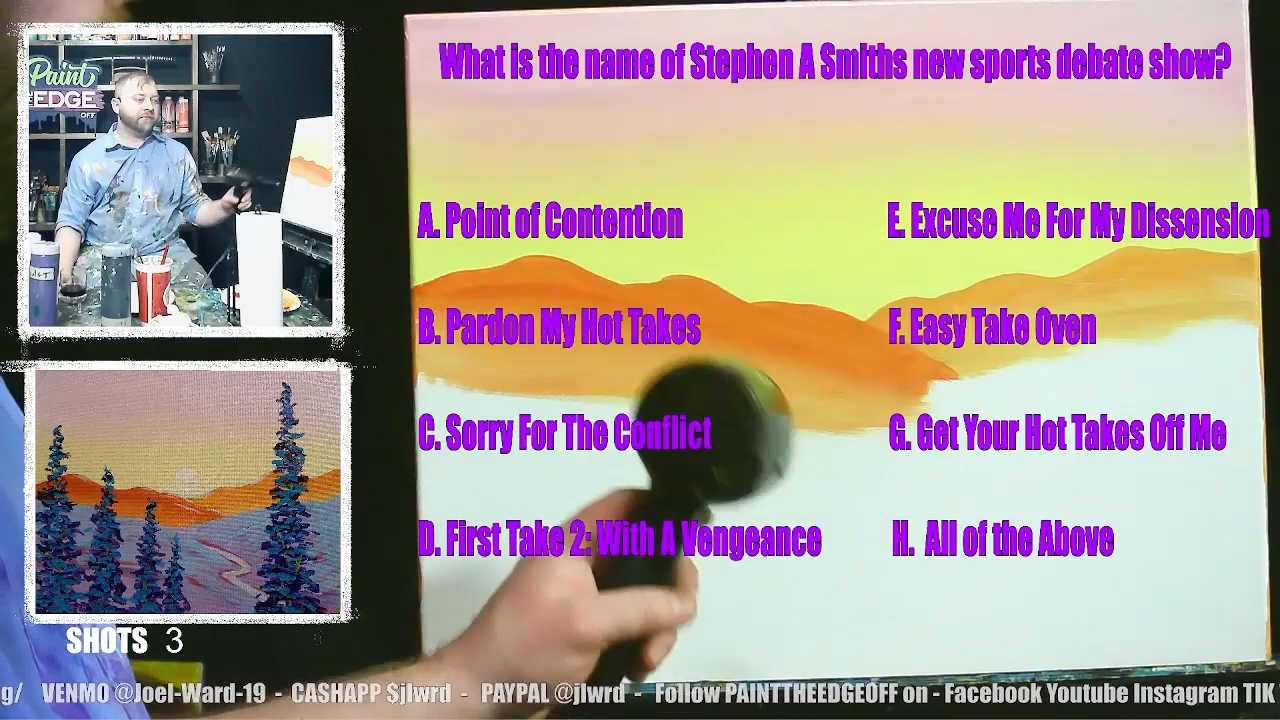 Paint
EDGE
OFF
What is the name of Stephen A Smiths new sports debate show?
A. Point of Contention
B. Pardon My Hot Takes
C. Sorry For The Conflict
D. First Take 2: With A Vengeance
E. Excuse Me For My Dissension
F. Easy Take Oven
G. Get Your Hot Takes Off Me
H. All of the Above
SHOTS 3
g/ VENMO @Joel-Ward-19 - CASHAPP $jlwrd - PAYPAL @jlwrd - Follow PAINTTHEEDGEOFF on - Facebook Youtube Instagram TIK